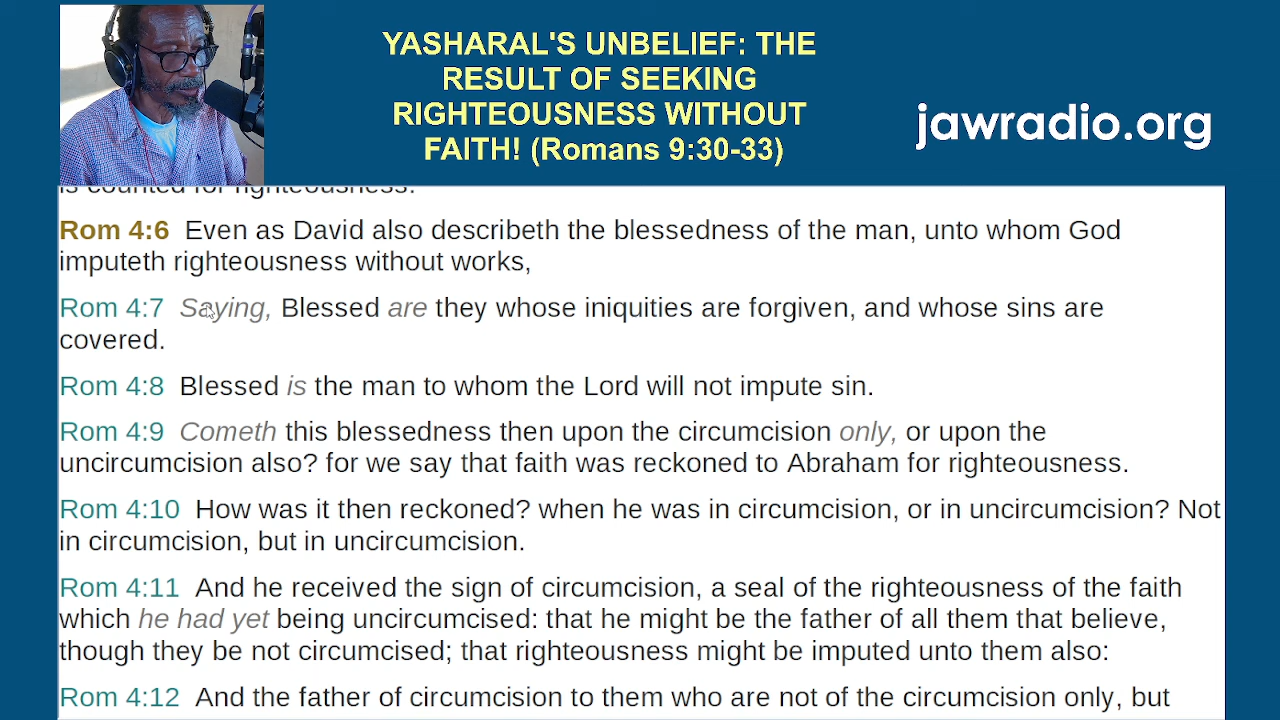 YASHARAL'S UNBELIEF: THE
RESULT OF SEEKING
RIGHTEOUSNESS WITHOUT
FAITH! (Romans 9:30-33)
jawradio.org
is counted for righteousness.
Rom 4:6 Even as David also describeth the blessedness of the man, unto whom God
imputeth righteousness without works,
Rom 4:7 Saying, Blessed are they whose iniquities are forgiven, and whose sins are
covered.
Rom 4:8 Blessed is the man to whom the Lord will not impute sin.
Rom 4:9 Cometh this blessedness then upon the circumcision only, or upon the
uncircumcision also? for we say that faith was reckoned to Abraham for righteousness.
Rom 4:10 How was it then reckoned? when he was in circumcision, or in uncircumcision? Not
in circumcision, but in uncircumcision.
Rom 4:11 And he received the sign of circumcision, a seal of the righteousness of the faith
which he had yet being uncircumcised: that he might be the father of all them that believe,
though they be not circumcised; that righteousness might be imputed unto them also:
Rom 4:12 And the father of circumcision to them who are not of the circumcision only, but